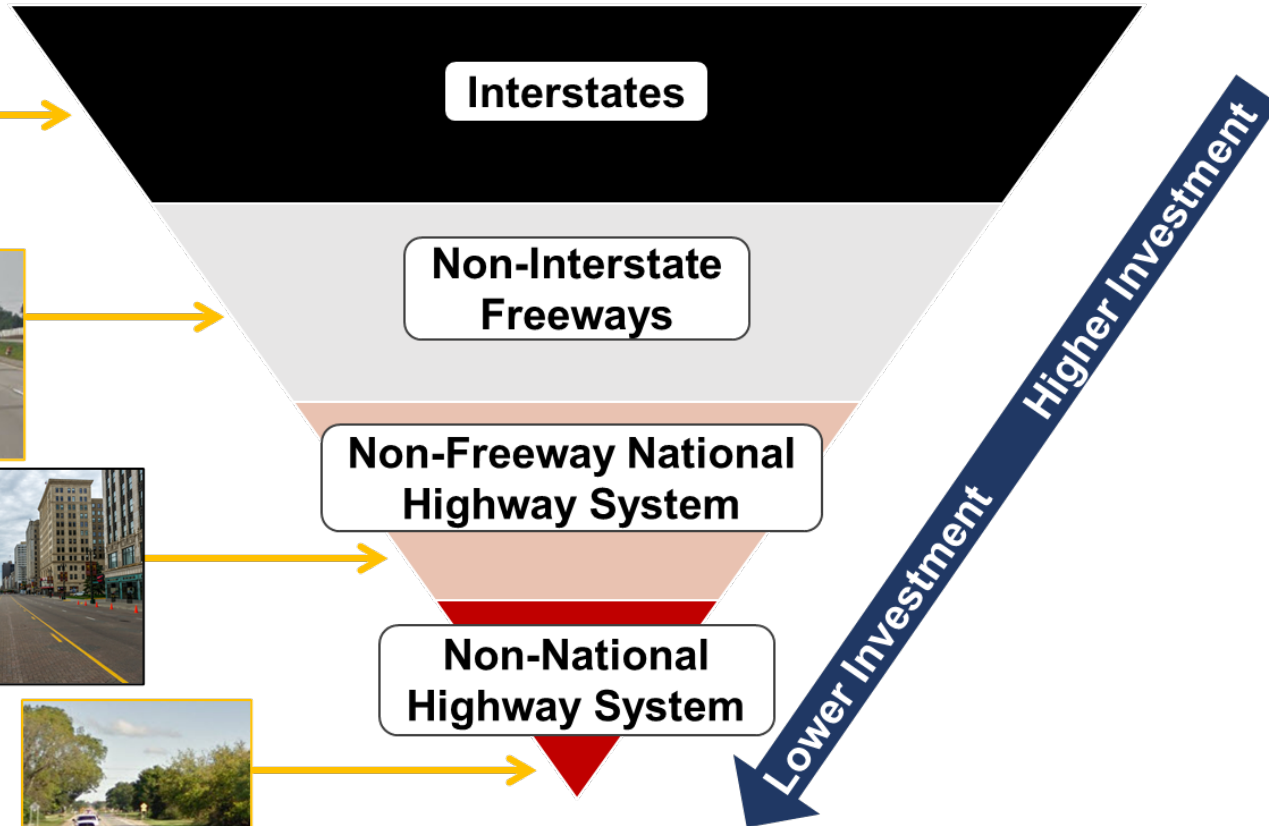 Interstates
Non-Interstate
Freeways
Non-Freeway National
Highway System
Non-National
Highway System
Higher Investment
Lower Investment